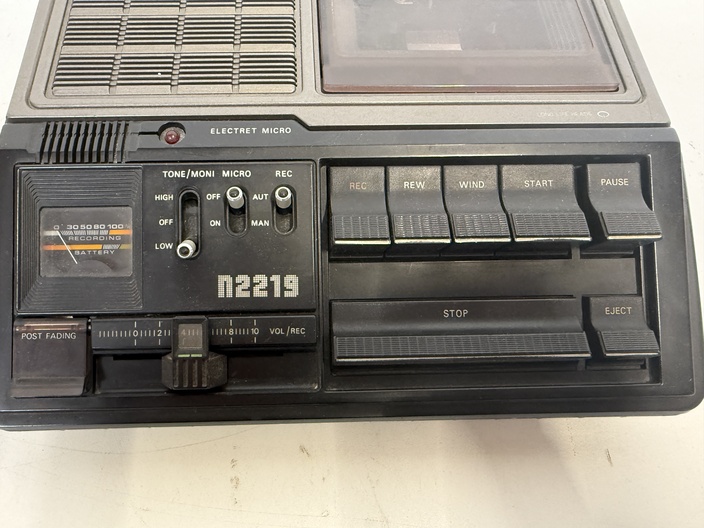 ELECTRET MICRO
TONE/MONI MICRO REC
HIGH OFF AUT
OFF ON MAN
LOW
0 30 50 80 100
RECORDING
BATTERY
n2219
POST FADING
0 |2 4 8 10 VOL/REC
REC REW WIND START PAUSE
STOP EJECT